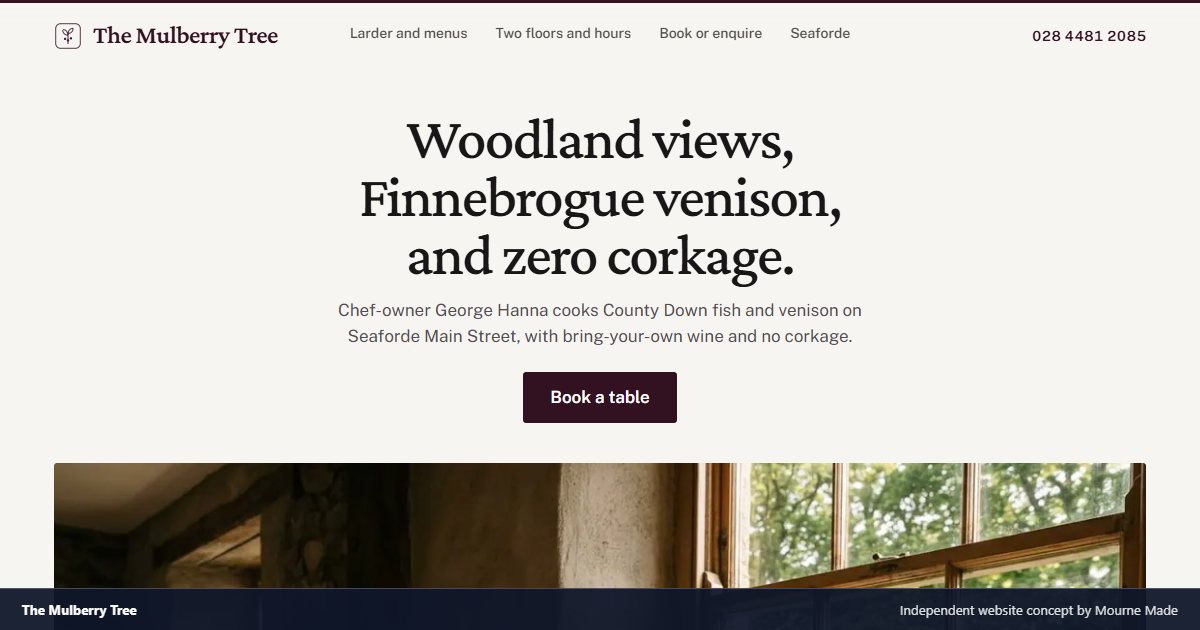 The Mulberry Tree
Larder and menus
Two floors and hours
Book or enquire
Seaforde
028 4481 2085
Woodland views,
Finnebrogue venison,
and zero corkage.
Chef-owner George Hanna cooks County Down fish and venison on
Seaforde Main Street, with bring-your-own wine and no corkage.
Book a table
The Mulberry Tree
Independent website concept by Mourne Made